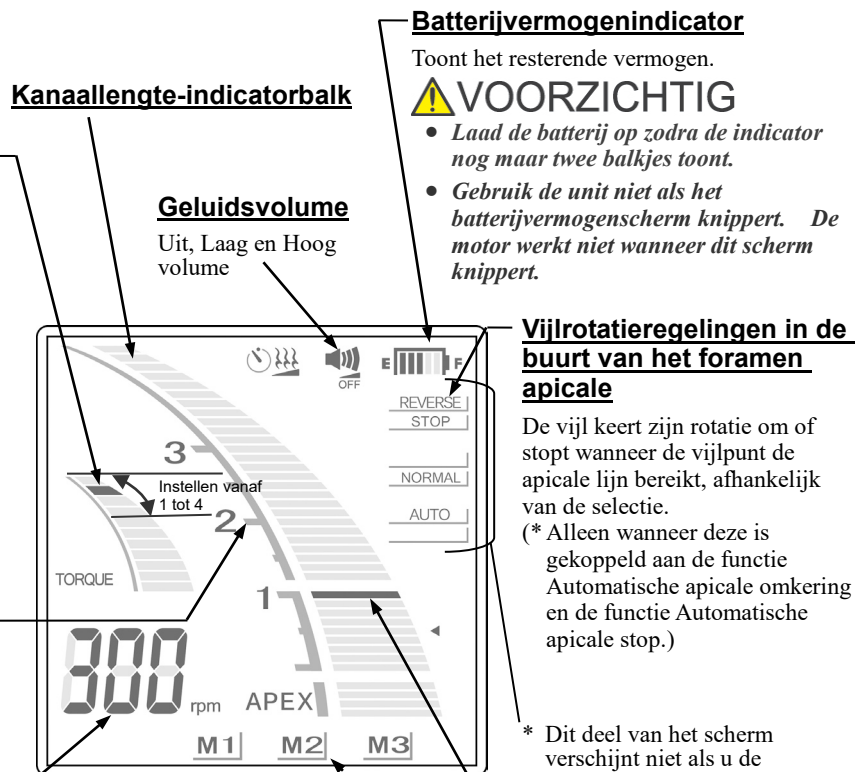 Batterijvermogenindicator
Toont het resterende vermogen.
VOORZICHTIG
• Laad de batterij op zodra de indicator
nog maar twee balkjes toont.
• Gebruik de unit niet als het
batterijvermogenscherm knippert. De
motor werkt niet wanneer dit scherm
knippert.
Kanaallengte-indicatorbalk
Geluidsvolume
Uit, Laag en Hoog
volume
Vijlrotatieregelingen in de
buurt van het foramen
apicale
De vijl keert zijn rotatie om of
stopt wanneer de vijlpunt de
apicale lijn bereikt, afhankelijk
van de selectie.
(* Alleen wanneer deze is
gekoppeld aan de functie
Automatische apicale omkering
en de functie Automatische
apicale stop.)
* Dit deel van het scherm
verschijnt niet als u de
OFF
E F
REVERSE
STOP
NORMAL
AUTO
3
Instellen vanaf
1 tot 4
2
TORQUE
1
300 rpm
APEX
M1 M2 M3